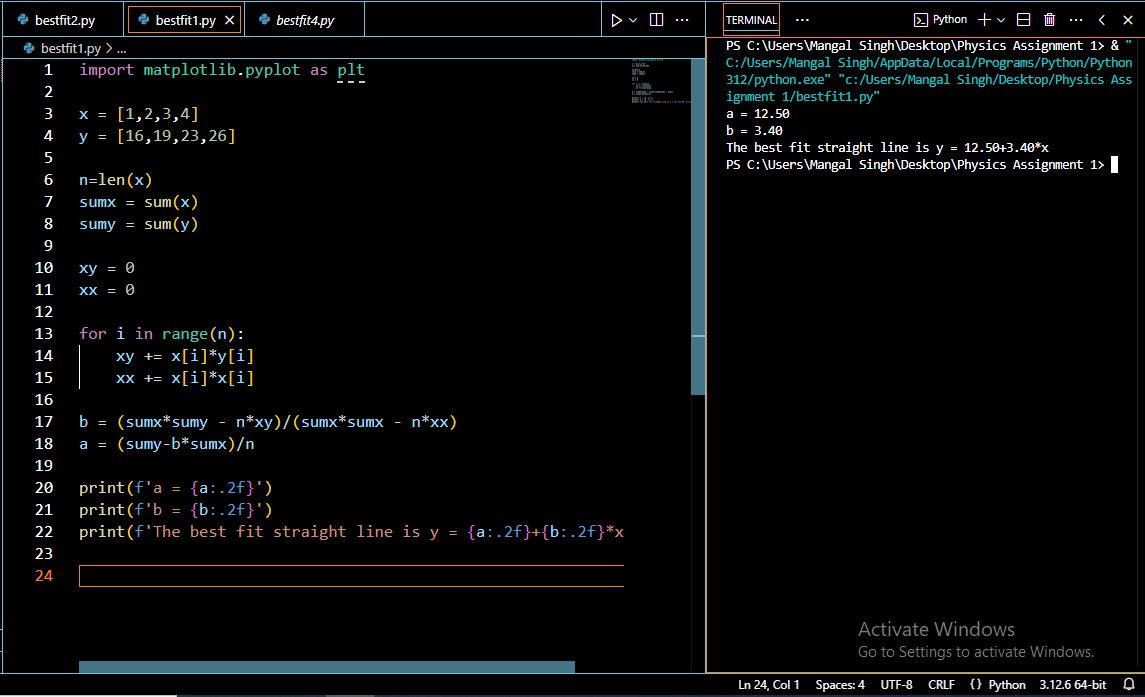 bestfit2.py bestfit1.py bestfit4.py
bestfit1.py > ...
1 import matplotlib.pyplot as plt
2
3 x = [1,2,3,4]
4 y = [16,19,23,26]
5
6 n=len(x)
7 sumx = sum(x)
8 sumy = sum(y)
9
10 xy = 0
11 xx = 0
12
13 for i in range(n):
14     xy += x[i]*y[i]
15     xx += x[i]*x[i]
16
17 b = (sumx*sumy - n*xy)/(sumx*sumx - n*xx)
18 a = (sumy-b*sumx)/n
19
20 print(f'a = {a:.2f}')
21 print(f'b = {b:.2f}')
22 print(f'The best fit straight line is y = {a:.2f}+{b:.2f}*x
23
24
TERMINAL ... Python
PS C:\Users\Mangal Singh\Desktop\Physics Assignment 1> & "
C:/Users/Mangal Singh/AppData/Local/Programs/Python/Python
312/python.exe" "c:/Users/Mangal Singh/Desktop/Physics Ass
ignment 1/bestfit1.py"
a = 12.50
b = 3.40
The best fit straight line is y = 12.50+3.40*x
PS C:\Users\Mangal Singh\Desktop\Physics Assignment 1>
Activate Windows
Go to Settings to activate Windows.
Ln 24, Col 1 Spaces: 4 UTF-8 CRLF {} Python 3.12.6 64-bit